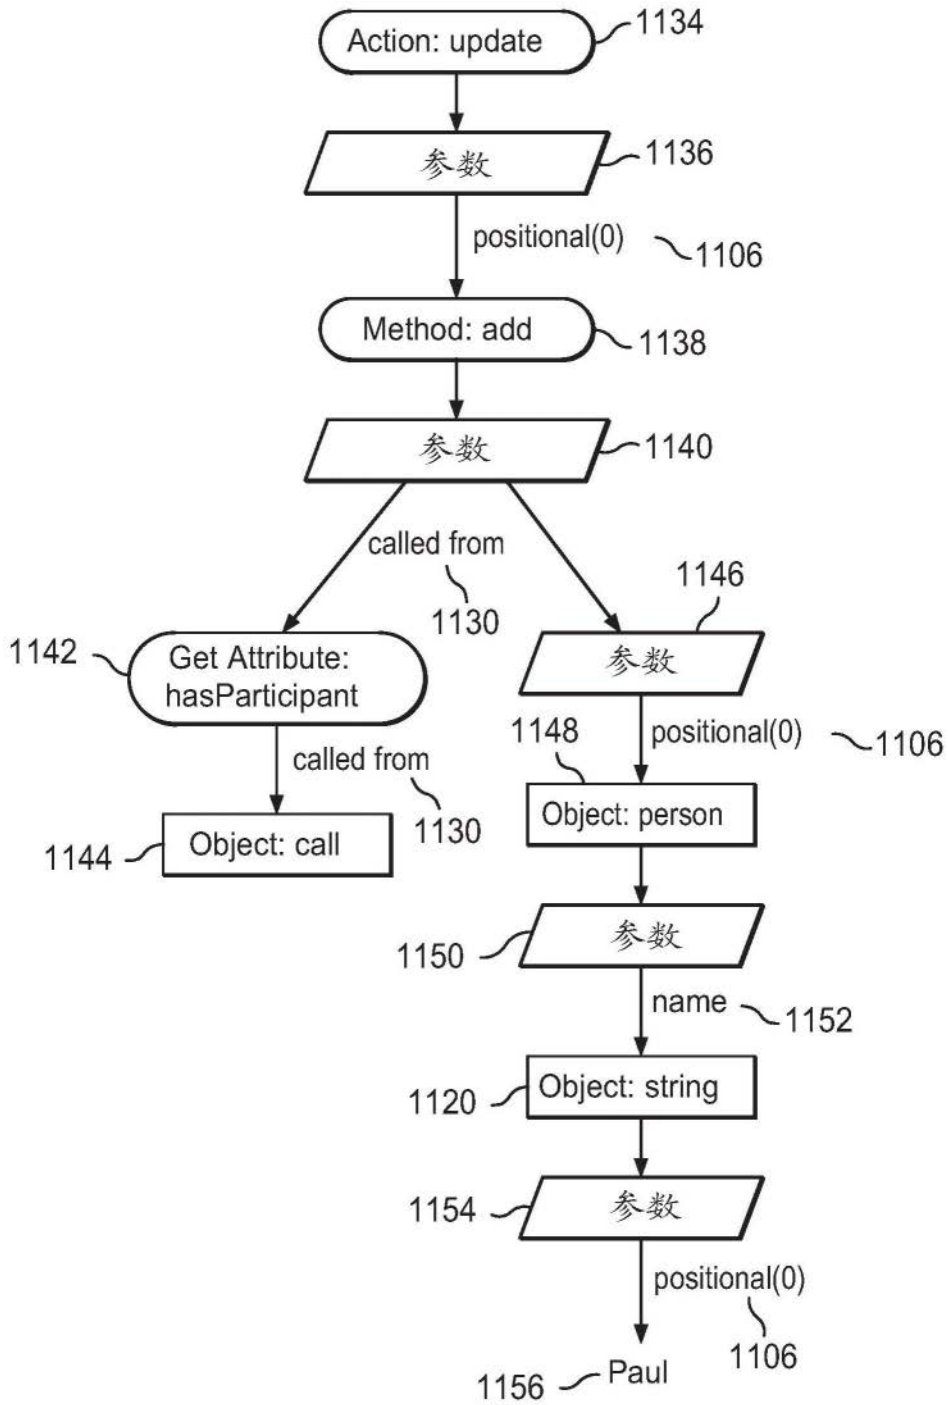 Action: update
1134
参数
1136
positional(0)
1106
Method: add
1138
参数
1140
called from
1130
1146
1142
Get Attribute:
hasParticipant
参数
positional(0)
1106
called from
1130
1148
Object: person
1144
Object: call
参数
1150
name
1152
1120
Object: string
1154
参数
positional(0)
1106
1156
Paul